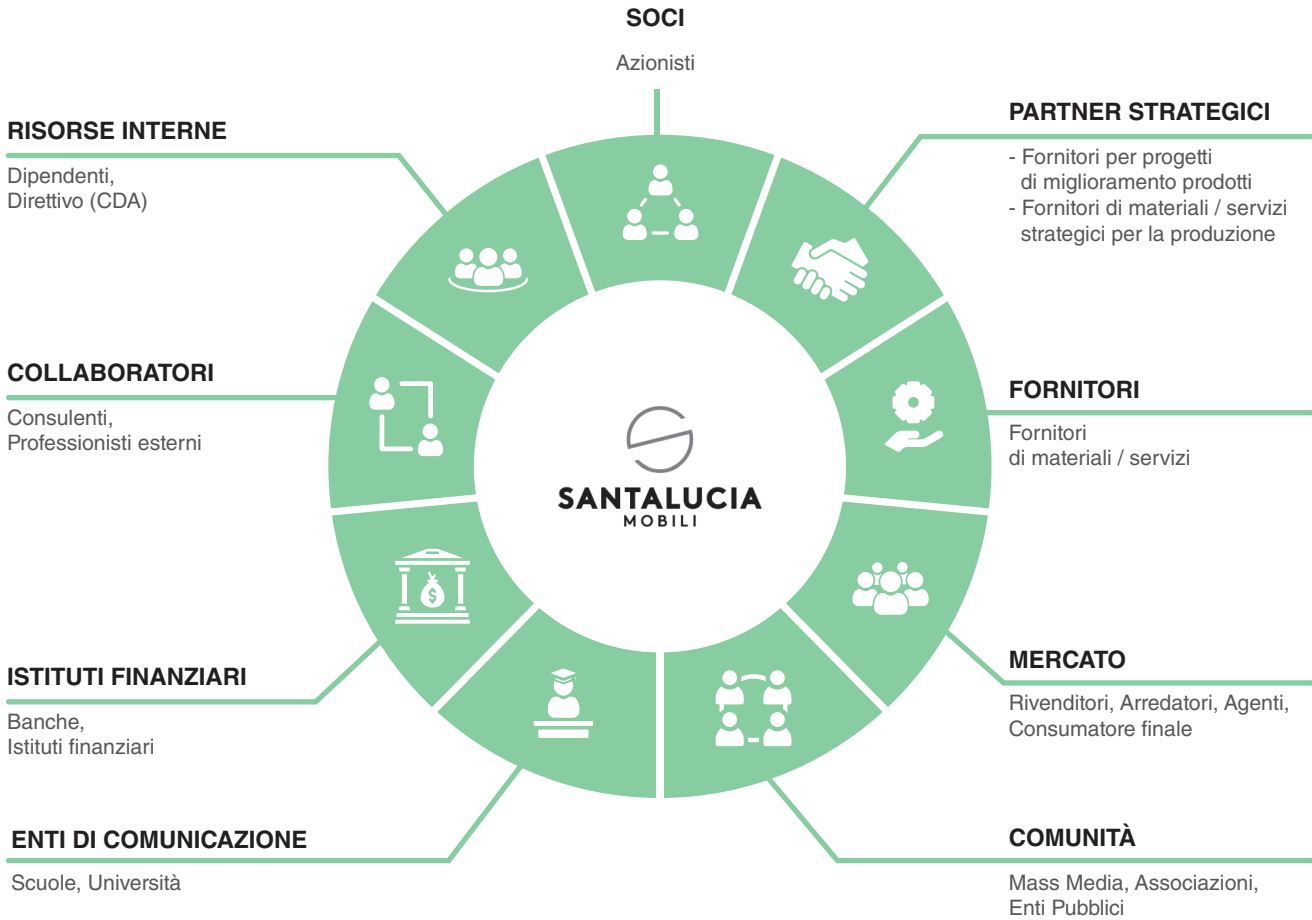 SOCI
Azionisti
PARTNER STRATEGICI
- Fornitori per progetti
di miglioramento prodotti
- Fornitori di materiali / servizi
strategici per la produzione
FORNITORI
Fornitori
di materiali / servizi
MERCATO
Rivenditori, Arredatori, Agenti,
Consumatore finale
COMUNITÀ
Mass Media, Associazioni,
Enti Pubblici
ENTI DI COMUNICAZIONE
Scuole, Università
ISTITUTI FINANZIARI
Banche,
Istituti finanziari
COLLABORATORI
Consulenti,
Professionisti esterni
RISORSE INTERNE
Dipendenti,
Direttivo (CDA)
SANTALUCIA
MOBILI
$